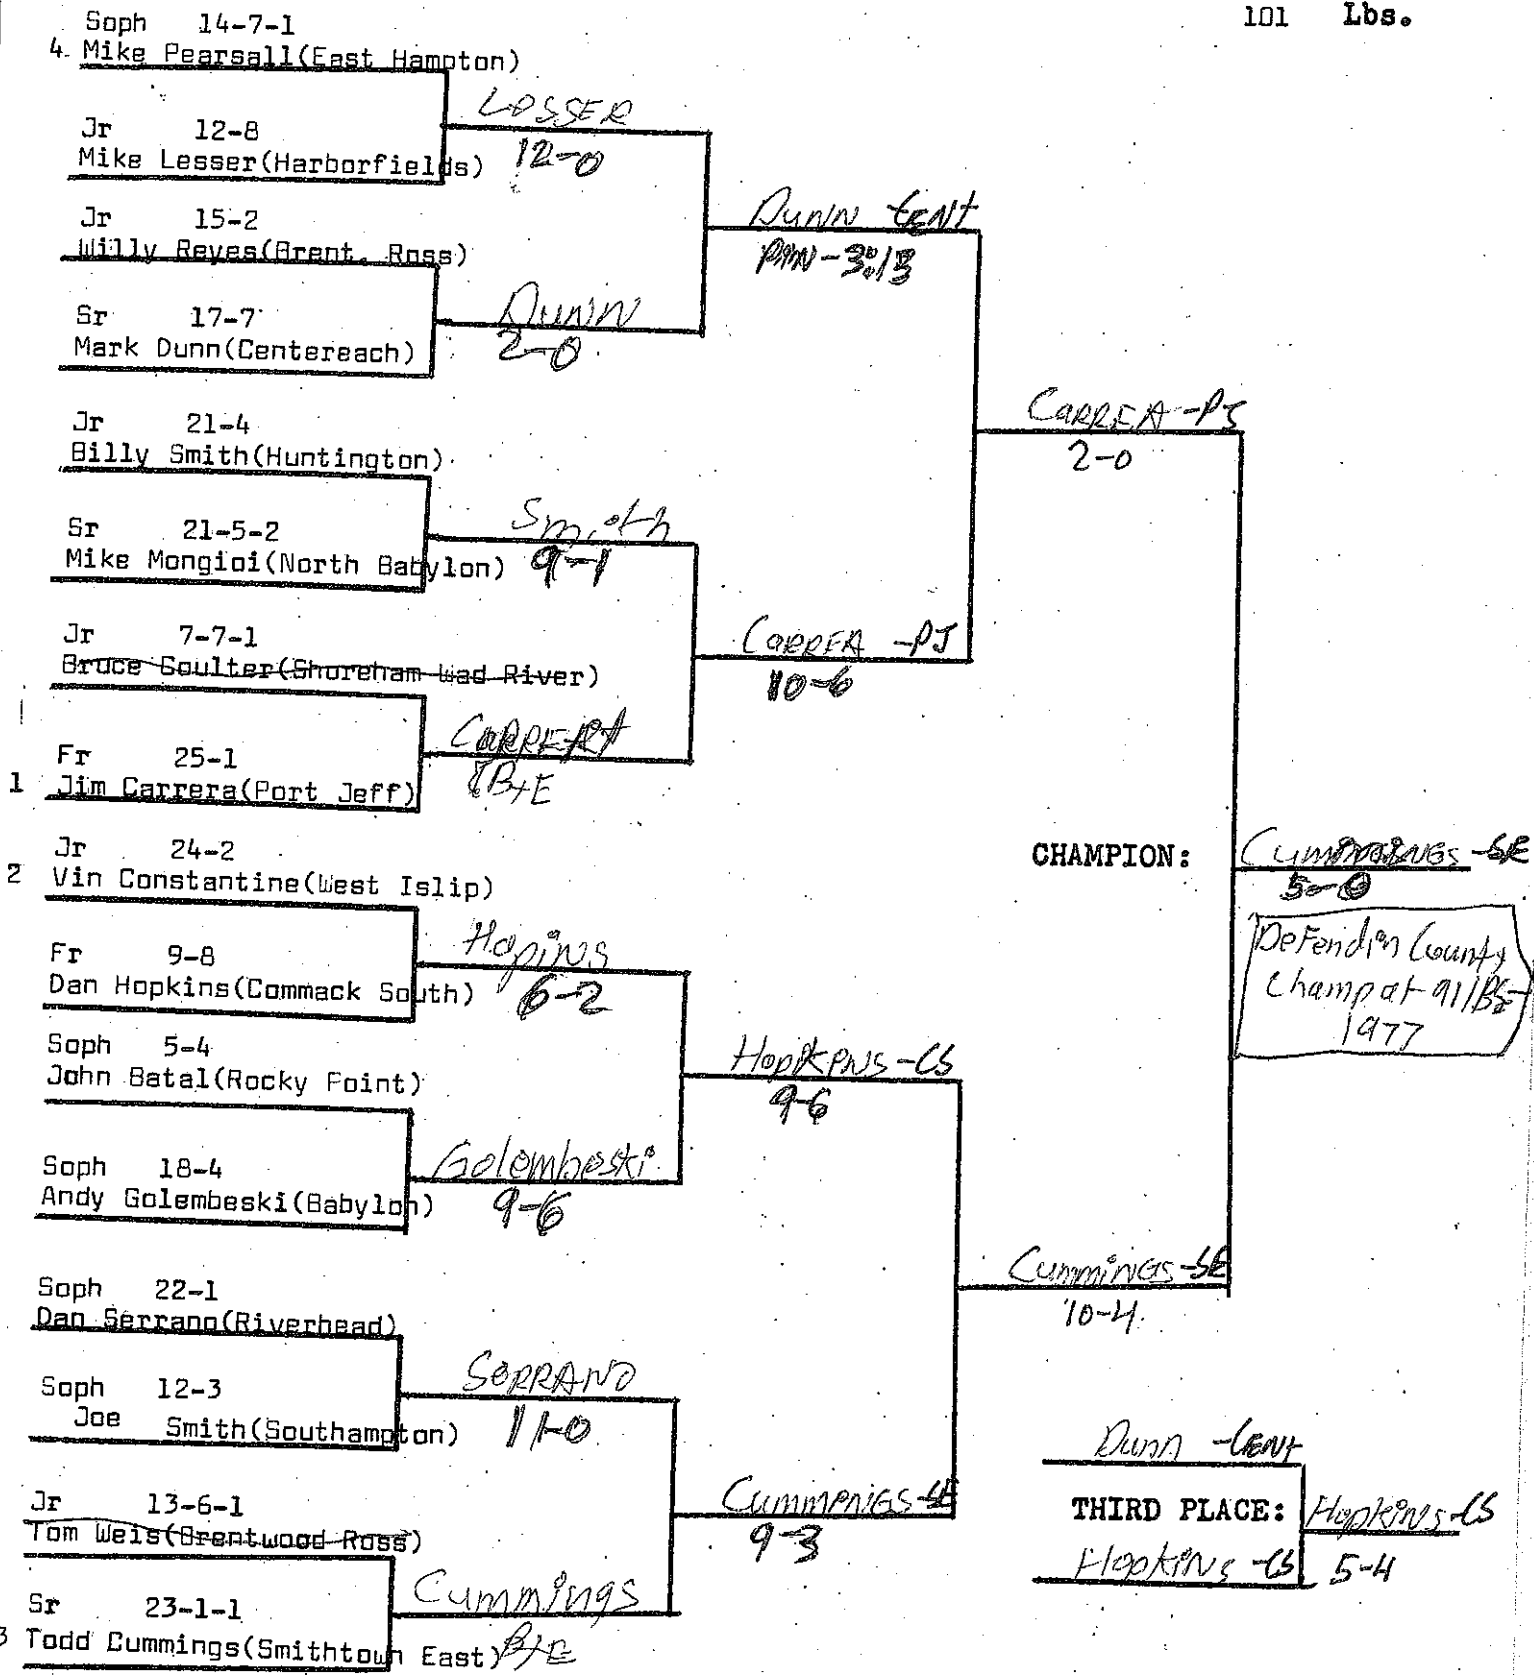 101 Lbs.
Soph 14-7-1
4. Mike Pearsall(East Hampton)
LOSSER
12-0
Jr 12-8
Mike Lesser(Harborfields)
Jr 15-2
Willy Reyes(Brent. Ross)
Dunn -CENT
PIN-3:13
Sr 17-7
Mark Dunn(Centereach)
DUNN
2-0
Jr 21-4
Billy Smith(Huntington)
CARREA -PJ
2-0
Sr 21-5-2
Mike Mongioi(North Babylon)
Smith
9-1
Jr 7-7-1
Bruce Coulter(Shoreham Wad River)
CARREA -PJ
10-6
Fr 25-1
1 Jim Carrera(Port Jeff)
CARRERA
B+E
Jr 24-2
2 Vin Constantine(West Islip)
CHAMPION:
Cummings -SE
5-0
Defendin County
Champ at 91
1977
Fr 9-8
Dan Hopkins(Commack South)
Hopins
6-2
Soph 5-4
John Batal(Rocky Point)
Hopkins -CS
9-6
Soph 18-4
Andy Golembeski(Babylon)
Golembeski
9-6
Soph 22-1
Dan Serrano(Riverhead)
Cummings -SE
10-4
Soph 12-3
Joe Smith(Southampton)
SERRANO
11-0
Jr 13-6-1
Tom Weis(Brentwood Ross)
Cummings -SE
9-3
Sr 23-1-1
3 Todd Cummings(Smithtown East)
Cummings
B+E
Dunn -CENT
THIRD PLACE:
Hopkins -CS
Hopkins -CS
5-4